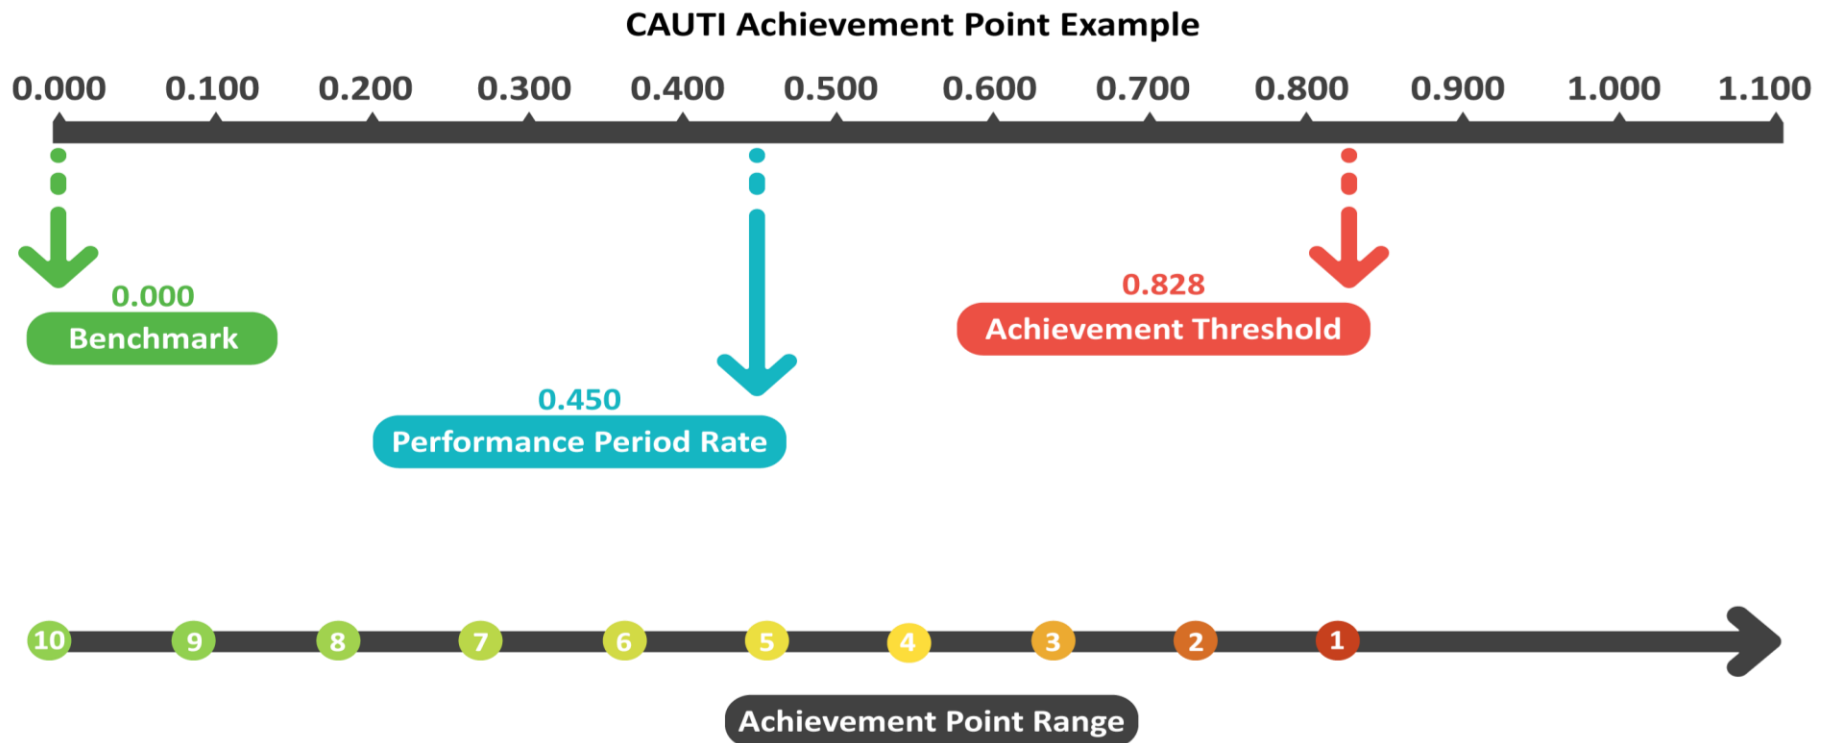 CAUTI Achievement Point Example
0.000 0.100 0.200 0.300 0.400 0.500 0.600 0.700 0.800 0.900 1.000 1.100
0.000
Benchmark
0.828
Achievement Threshold
0.450
Performance Period Rate
10 9 8 7 6 5 4 3 2 1
Achievement Point Range